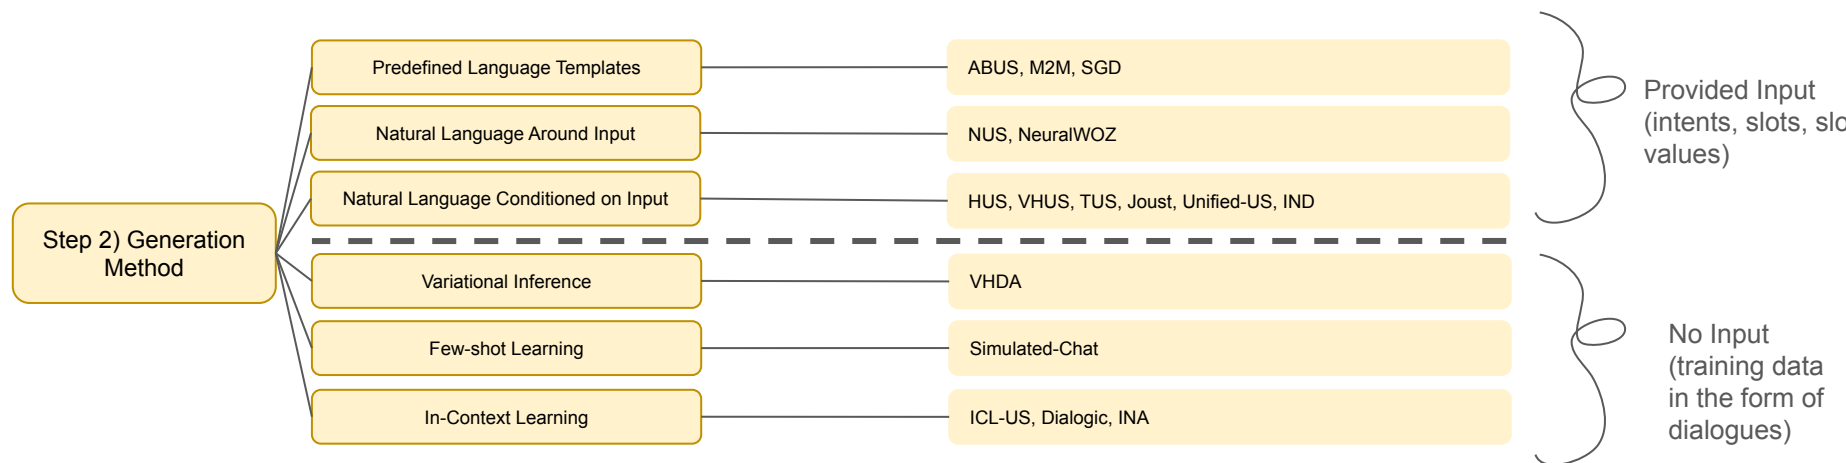 Predefined Language Templates
ABUS, M2M, SGD
Natural Language Around Input
NUS, NeuralWOZ
Natural Language Conditioned on Input
HUS, VHUS, TUS, Joust, Unified-US, IND
Provided Input
(intents, slots, slo
values)
Step 2) Generation
Method
Variational Inference
VHDA
Few-shot Learning
Simulated-Chat
In-Context Learning
ICL-US, Dialogic, INA
No Input
(training data
in the form of
dialogues)